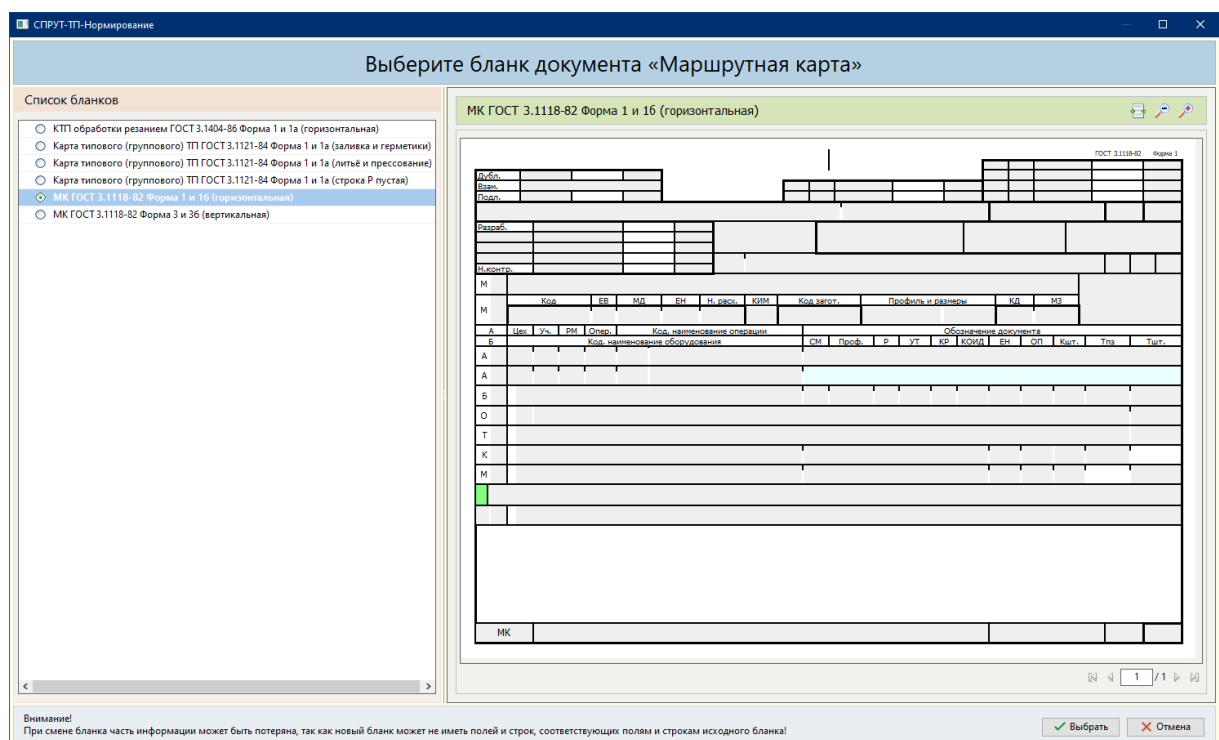 СПРУТ-ТП-Нормирование
Выберите бланк документа «Маршрутная карта»
Список бланков
КТП обработки резанием ГОСТ 3.1404-86 Форма 1 и 1а (горизонтальная)
Карта типового (группового) ТП ГОСТ 3.1121-84 Форма 1 и 1а (заливка и герметики)
Карта типового (группового) ТП ГОСТ 3.1121-84 Форма 1 и 1а (литьё и прессование)
Карта типового (группового) ТП ГОСТ 3.1121-84 Форма 1 и 1а (строка Р пустая)
МК ГОСТ 3.1118-82 Форма 1 и 1б (горизонтальная)
МК ГОСТ 3.1118-82 Форма 3 и 3б (вертикальная)
МК ГОСТ 3.1118-82 Форма 1 и 1б (горизонтальная)
ГОСТ 3.1118-82 Форма 1
Дубл.
Взам.
Подл.
Разраб.
Н.контр.
М
Код ЕВ МД ЕН Н. расх. КИМ Код загот. Профиль и размеры КД МЗ
М
А Цех Уч. РМ Опер. Код, наименование операции Обозначение документа
Б Код, наименование оборудования СМ Проф. Р УТ КР КОИД ЕН ОП Кшт. Тпз Тшт.
А
А
Б
О
Т
К
М
МК
1 / 1
Внимание!
При смене бланка часть информации может быть потеряна, так как новый бланк может не иметь полей и строк, соответствующих полям и строкам исходного бланка!
Выбрать Отмена